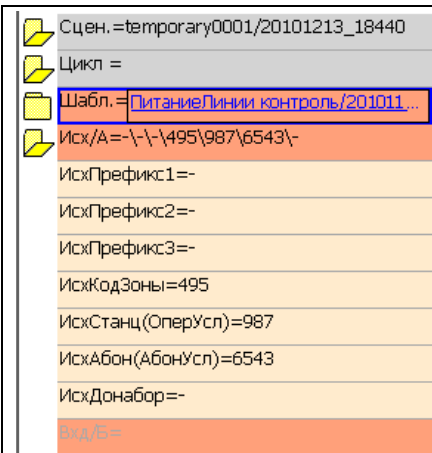 Сцен.=temporary0001/20101213_18440
Цикл =
Шабл.=ПитаниеЛинии контроль/201011...
Исх/А=-\-\-\495\987\6543\-
ИсхПрефикс1=-
ИсхПрефикс2=-
ИсхПрефикс3=-
ИсхКодЗоны=495
ИсхСтанц(ОперУсл)=987
ИсхАбон(АбонУсл)=6543
ИсхДонабор=-
Вхд/Б=